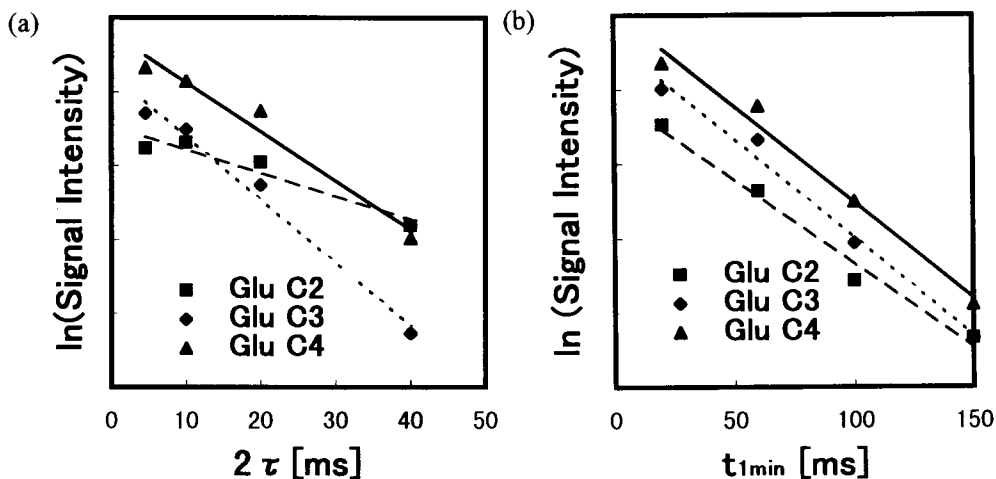 (a)
ln(Signal Intensity)
Glu C2
Glu C3
Glu C4
0 10 20 30 40 50
2 τ [ms]
(b)
ln (Signal Intensity)
Glu C2
Glu C3
Glu C4
0 50 100 150
t1min [ms]